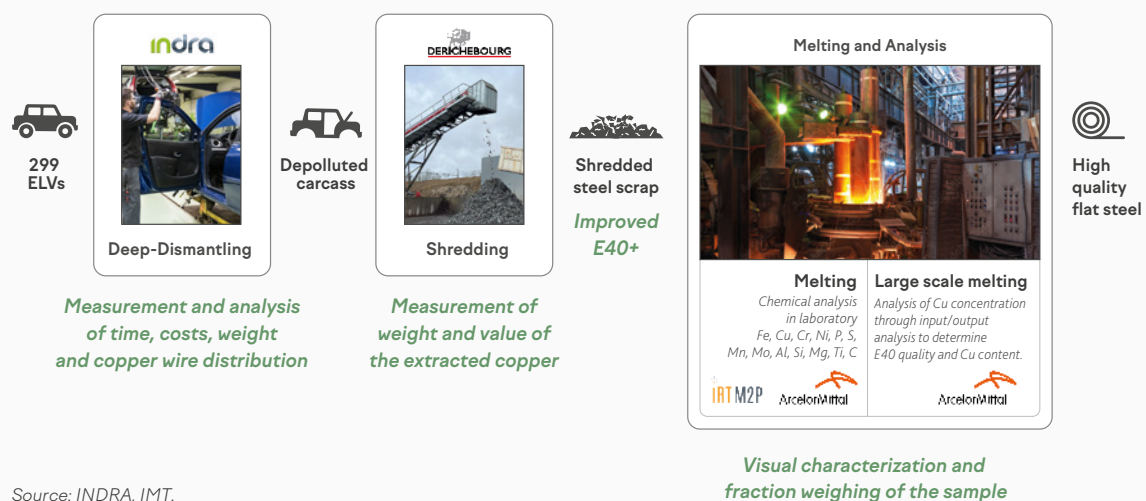 indra
DERICHEBOURG
Melting and Analysis
299
ELVs
Depolluted
carcass
Shredded
steel scrap
High
quality
flat steel
Improved
E40+
Deep-Dismantling
Shredding
Measurement and analysis
of time, costs, weight
and copper wire distribution
Measurement of
weight and value of
the extracted copper
Melting
Chemical analysis
in laboratory
Fe, Cu, Cr, Ni, P, S,
Mn, Mo, Al, Si, Mg, Ti, C
IRT M2P
ArcelorMittal
Large scale melting
Analysis of Cu concentration
through input/output
analysis to determine
E40 quality and Cu content.
ArcelorMittal
Visual characterization and
fraction weighing of the sample
Source: INDRA, IMT.